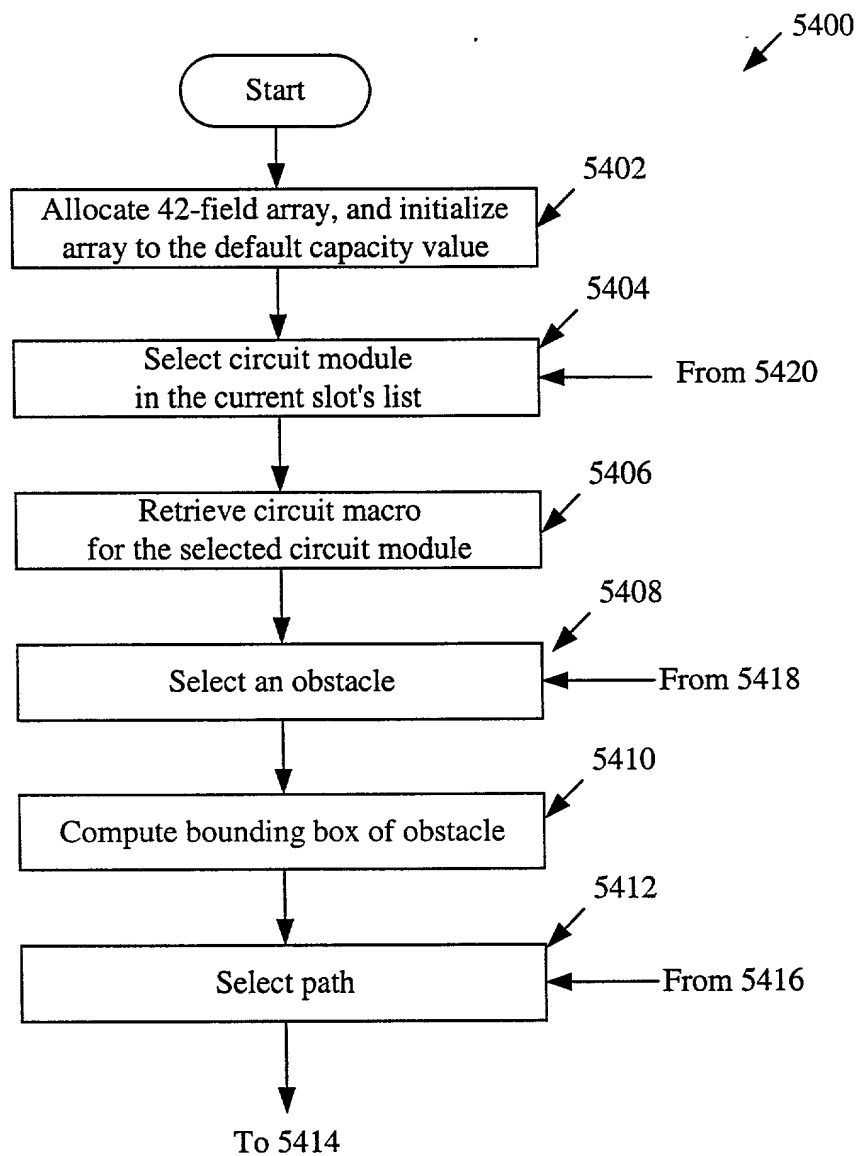 5400
Start
5402
Allocate 42-field array, and initialize
array to the default capacity value
5404
Select circuit module
in the current slot's list
From 5420
5406
Retrieve circuit macro
for the selected circuit module
5408
Select an obstacle
From 5418
5410
Compute bounding box of obstacle
5412
Select path
From 5416
To 5414